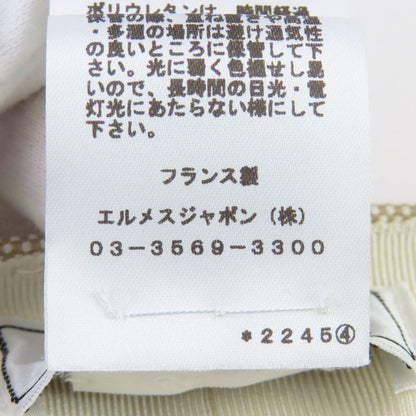 ポリウレタンは、時間経過
・多湿の場所は避け通気性
の良いところに保管して下
さい。光に弱く色褪せし易
いので、長時間の日光・電
灯光にあたらない様にして
下さい。
フランス製
エルメスジャポン（株）
03-3569-3300
*2245④